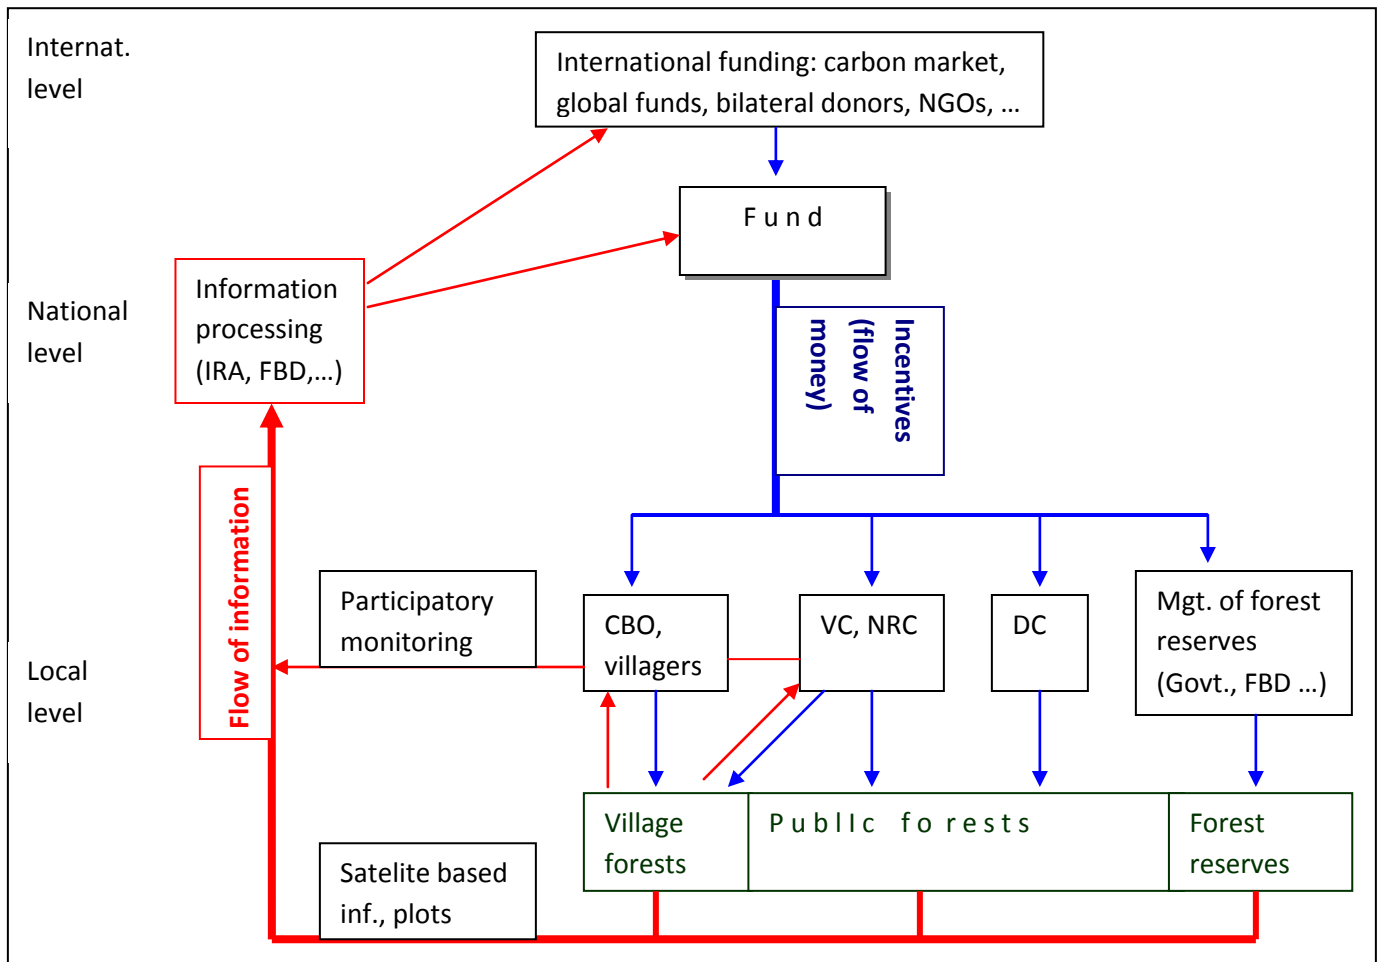 Internat.
level
International funding: carbon market,
global funds, bilateral donors, NGOs, ...
F u n d
Information
processing
(IRA, FBD,...)
National
level
Incentives
(flow of
money)
Flow of information
Participatory
monitoring
CBO,
villagers
VC, NRC
DC
Mgt. of forest
reserves
(Govt., FBD ...)
Local
level
Village
forests
P u b l I c   f o r e s t s
Forest
reserves
Satelite based
inf., plots